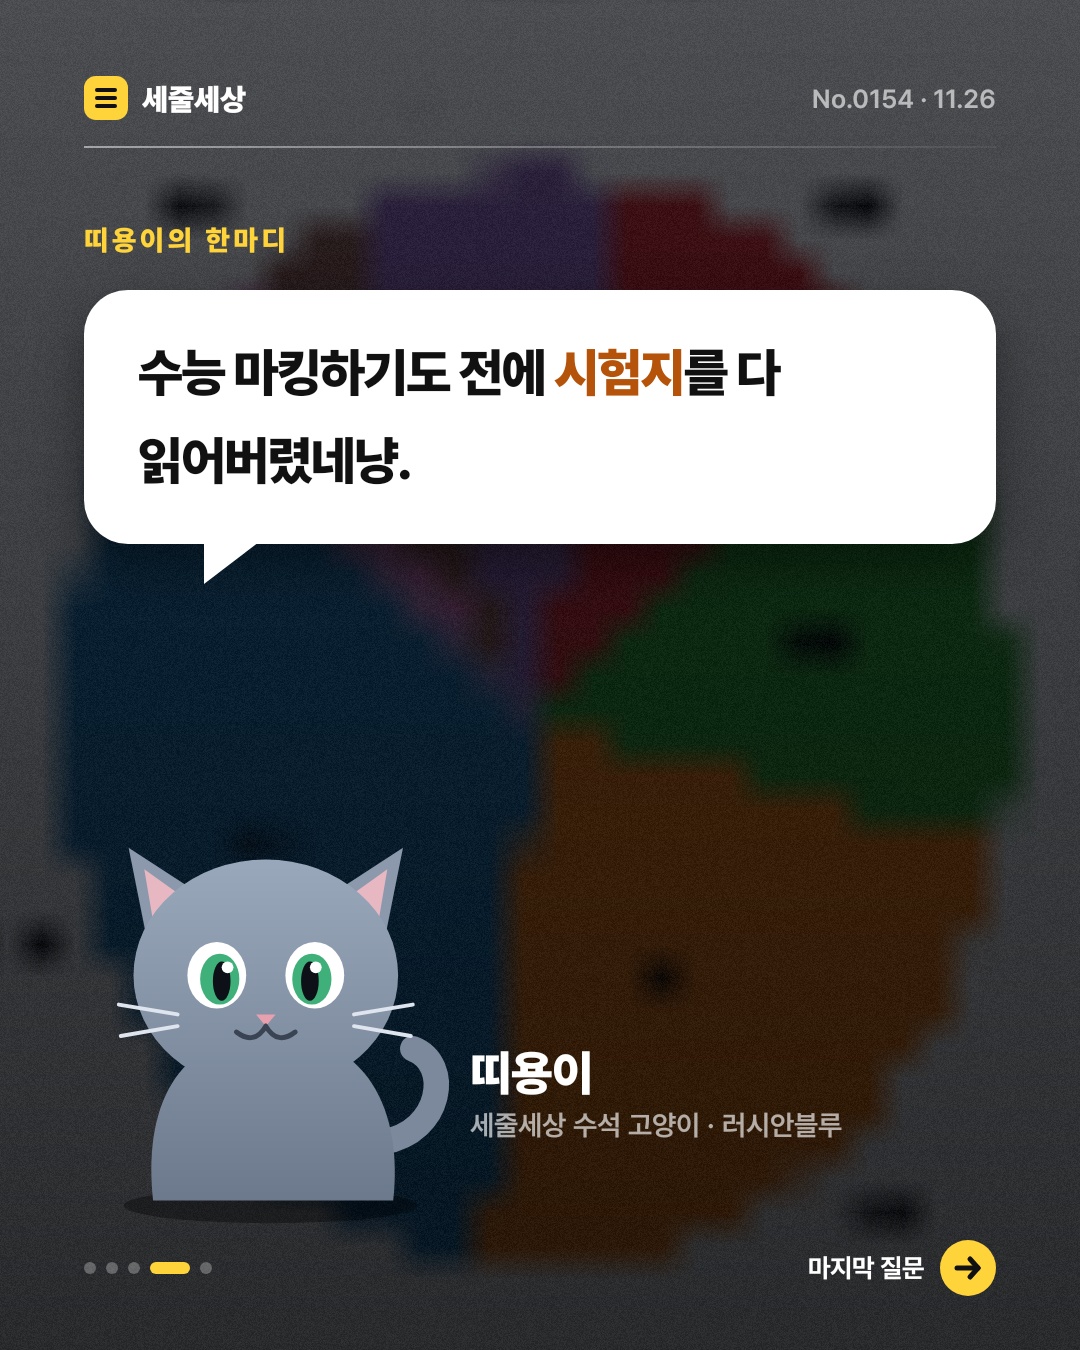 세줄세상
No.0154 · 11.26
띠용이의 한마디
수능 마킹하기도 전에 시험지를 다
읽어버렸네냥.
띠용이
세줄세상 수석 고양이 · 러시안블루
마지막 질문